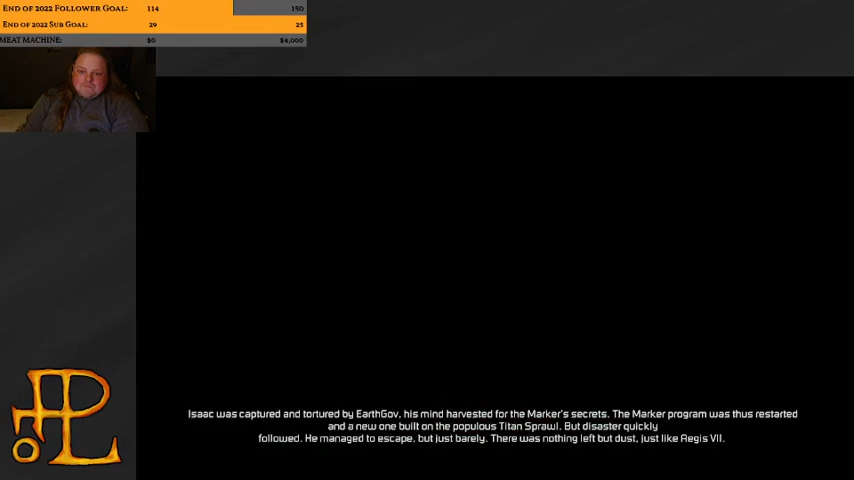 END OF 2022 FOLLOWER GOAL: 114 150
END OF 2022 SUB GOAL: 29 25
MEAT MACHINE: $0 $4,000
Isaac was captured and tortured by EarthGov, his mind harvested for the Marker's secrets. The Marker program was thus restarted
and a new one built on the populous Titan Sprawl. But disaster quickly
followed. He managed to escape, but just barely. There was nothing left but dust, just like Aegis VII.